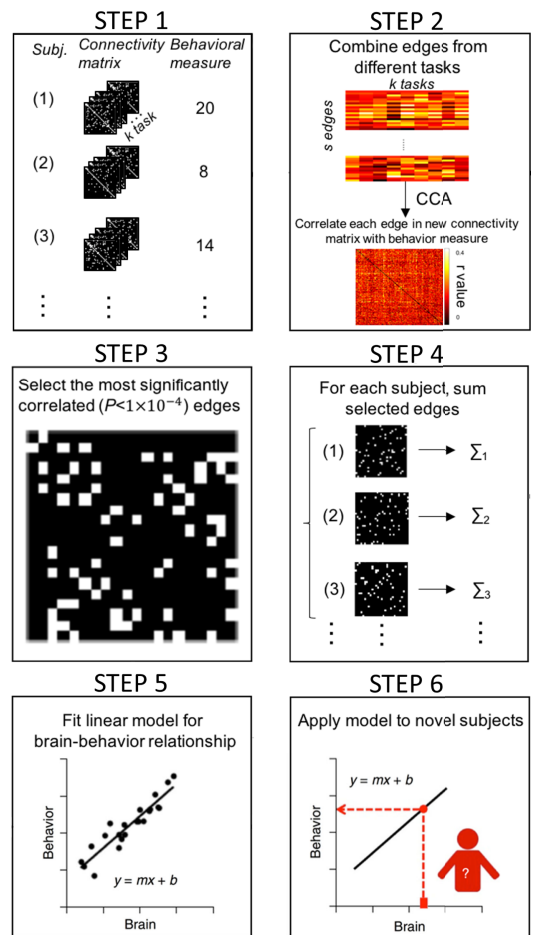 STEP 1
Subj.
Connectivity matrix
Behavioral measure
(1)
k task
20
(2)
8
(3)
14
STEP 2
Combine edges from
different tasks
k tasks
s edges
CCA
Correlate each edge in new connectivity
matrix with behavior measure
0.4
r value
0
STEP 3
Select the most significantly
correlated (P<1×10⁻⁴) edges
STEP 4
For each subject, sum
selected edges
(1)
∑₁
(2)
∑₂
(3)
∑₃
STEP 5
Fit linear model for
brain-behavior relationship
Behavior
y = mx + b
Brain
STEP 6
Apply model to novel subjects
y = mx + b
Behavior
?
Brain